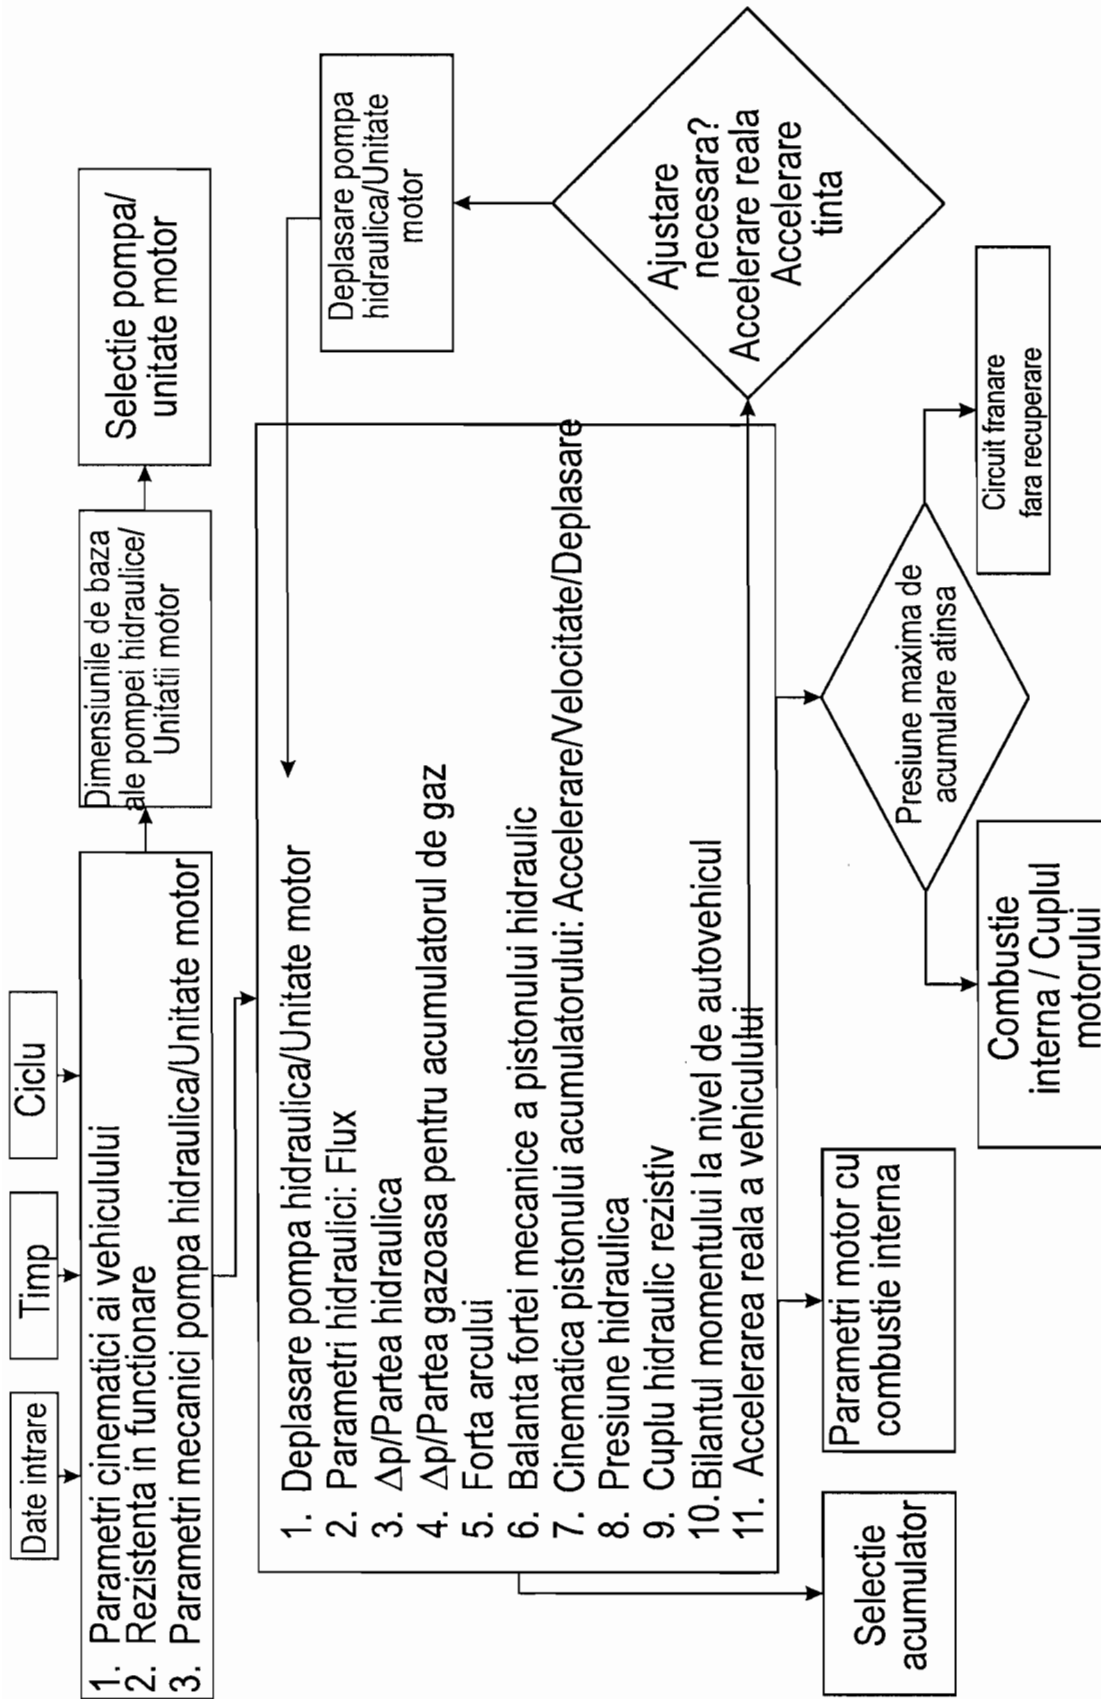 Date intrare
Timp
Ciclu
1. Parametri cinematici ai vehiculului
2. Rezistenta in functionare
3. Parametri mecanici pompa hidraulica/Unitate motor
Dimensiunile de baza
ale pompei hidraulice/
Unitatii motor
Selectie pompa/
unitate motor
1. Deplasare pompa hidraulica/Unitate motor
2. Parametri hidraulici: Flux
3. Δp/Partea hidraulica
4. Δp/Partea gazoasa pentru acumulatorul de gaz
5. Forta arcului
6. Balanta fortei mecanice a pistonului hidraulic
7. Cinematica pistonului acumulatorului: Accelerare/Velocitate/Deplasare
8. Presiune hidraulica
9. Cuplu hidraulic rezistiv
10. Bilantul momentului la nivel de autovehicul
11. Accelerarea reala a vehiculului
Deplasare pompa
hidraulica/Unitate
motor
Ajustare
necesara?
Accelerare reala
Accelerare
tinta
Selectie
acumulator
Parametri motor cu
combustie interna
Combustie
interna / Cuplul
motorului
Presiune maxima de
acumulare atinsa
Circuit franare
fara recuperare